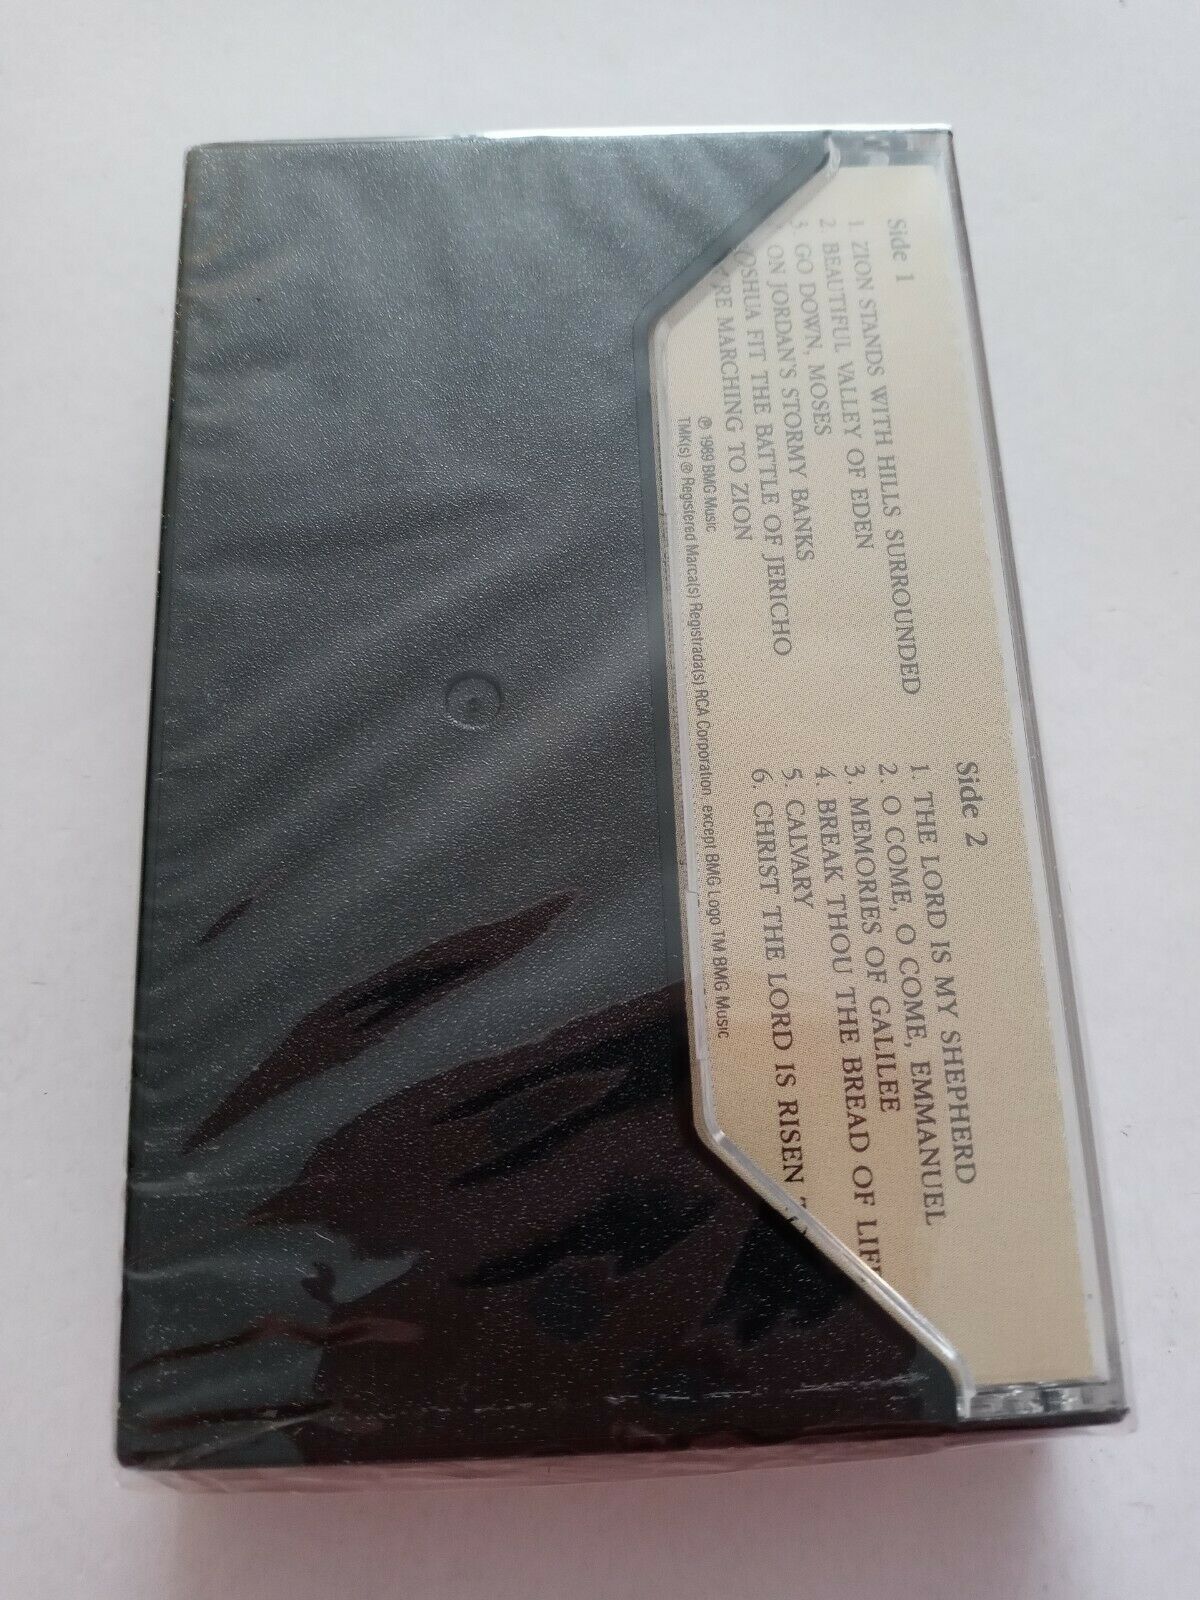 Side 1
1. ZION STANDS WITH HILLS SURROUNDED
2. BEAUTIFUL VALLEY OF EDEN
3. GO DOWN, MOSES
ON JORDAN'S STORMY BANKS
OSHUA FIT THE BATTLE OF JERICHO
RE MARCHING TO ZION
℗ 1989 BMG Music
TMK(s) ® Registered Marca(s) Registrada(s) RCA Corporation except BMG Logo TM BMG Music
Side 2
1. THE LORD IS MY SHEPHERD
2. O COME, O COME, EMMANUEL
3. MEMORIES OF GALILEE
4. BREAK THOU THE BREAD OF LIF
5. CALVARY
6. CHRIST THE LORD IS RISEN